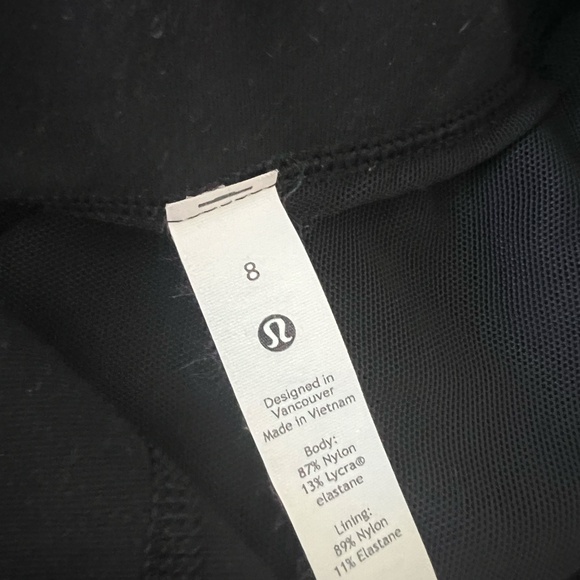 8
Designed in
Vancouver
Made in Vietnam
Body:
87% Nylon
13% Lycra®
elastane
Lining:
89% Nylon
11% Elastane